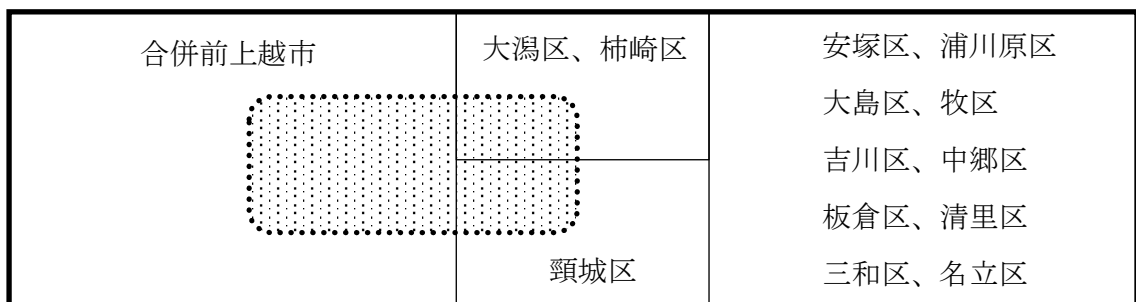 合併前上越市
大潟区、柿崎区
頸城区
安塚区、浦川原区
大島区、牧区
吉川区、中郷区
板倉区、清里区
三和区、名立区